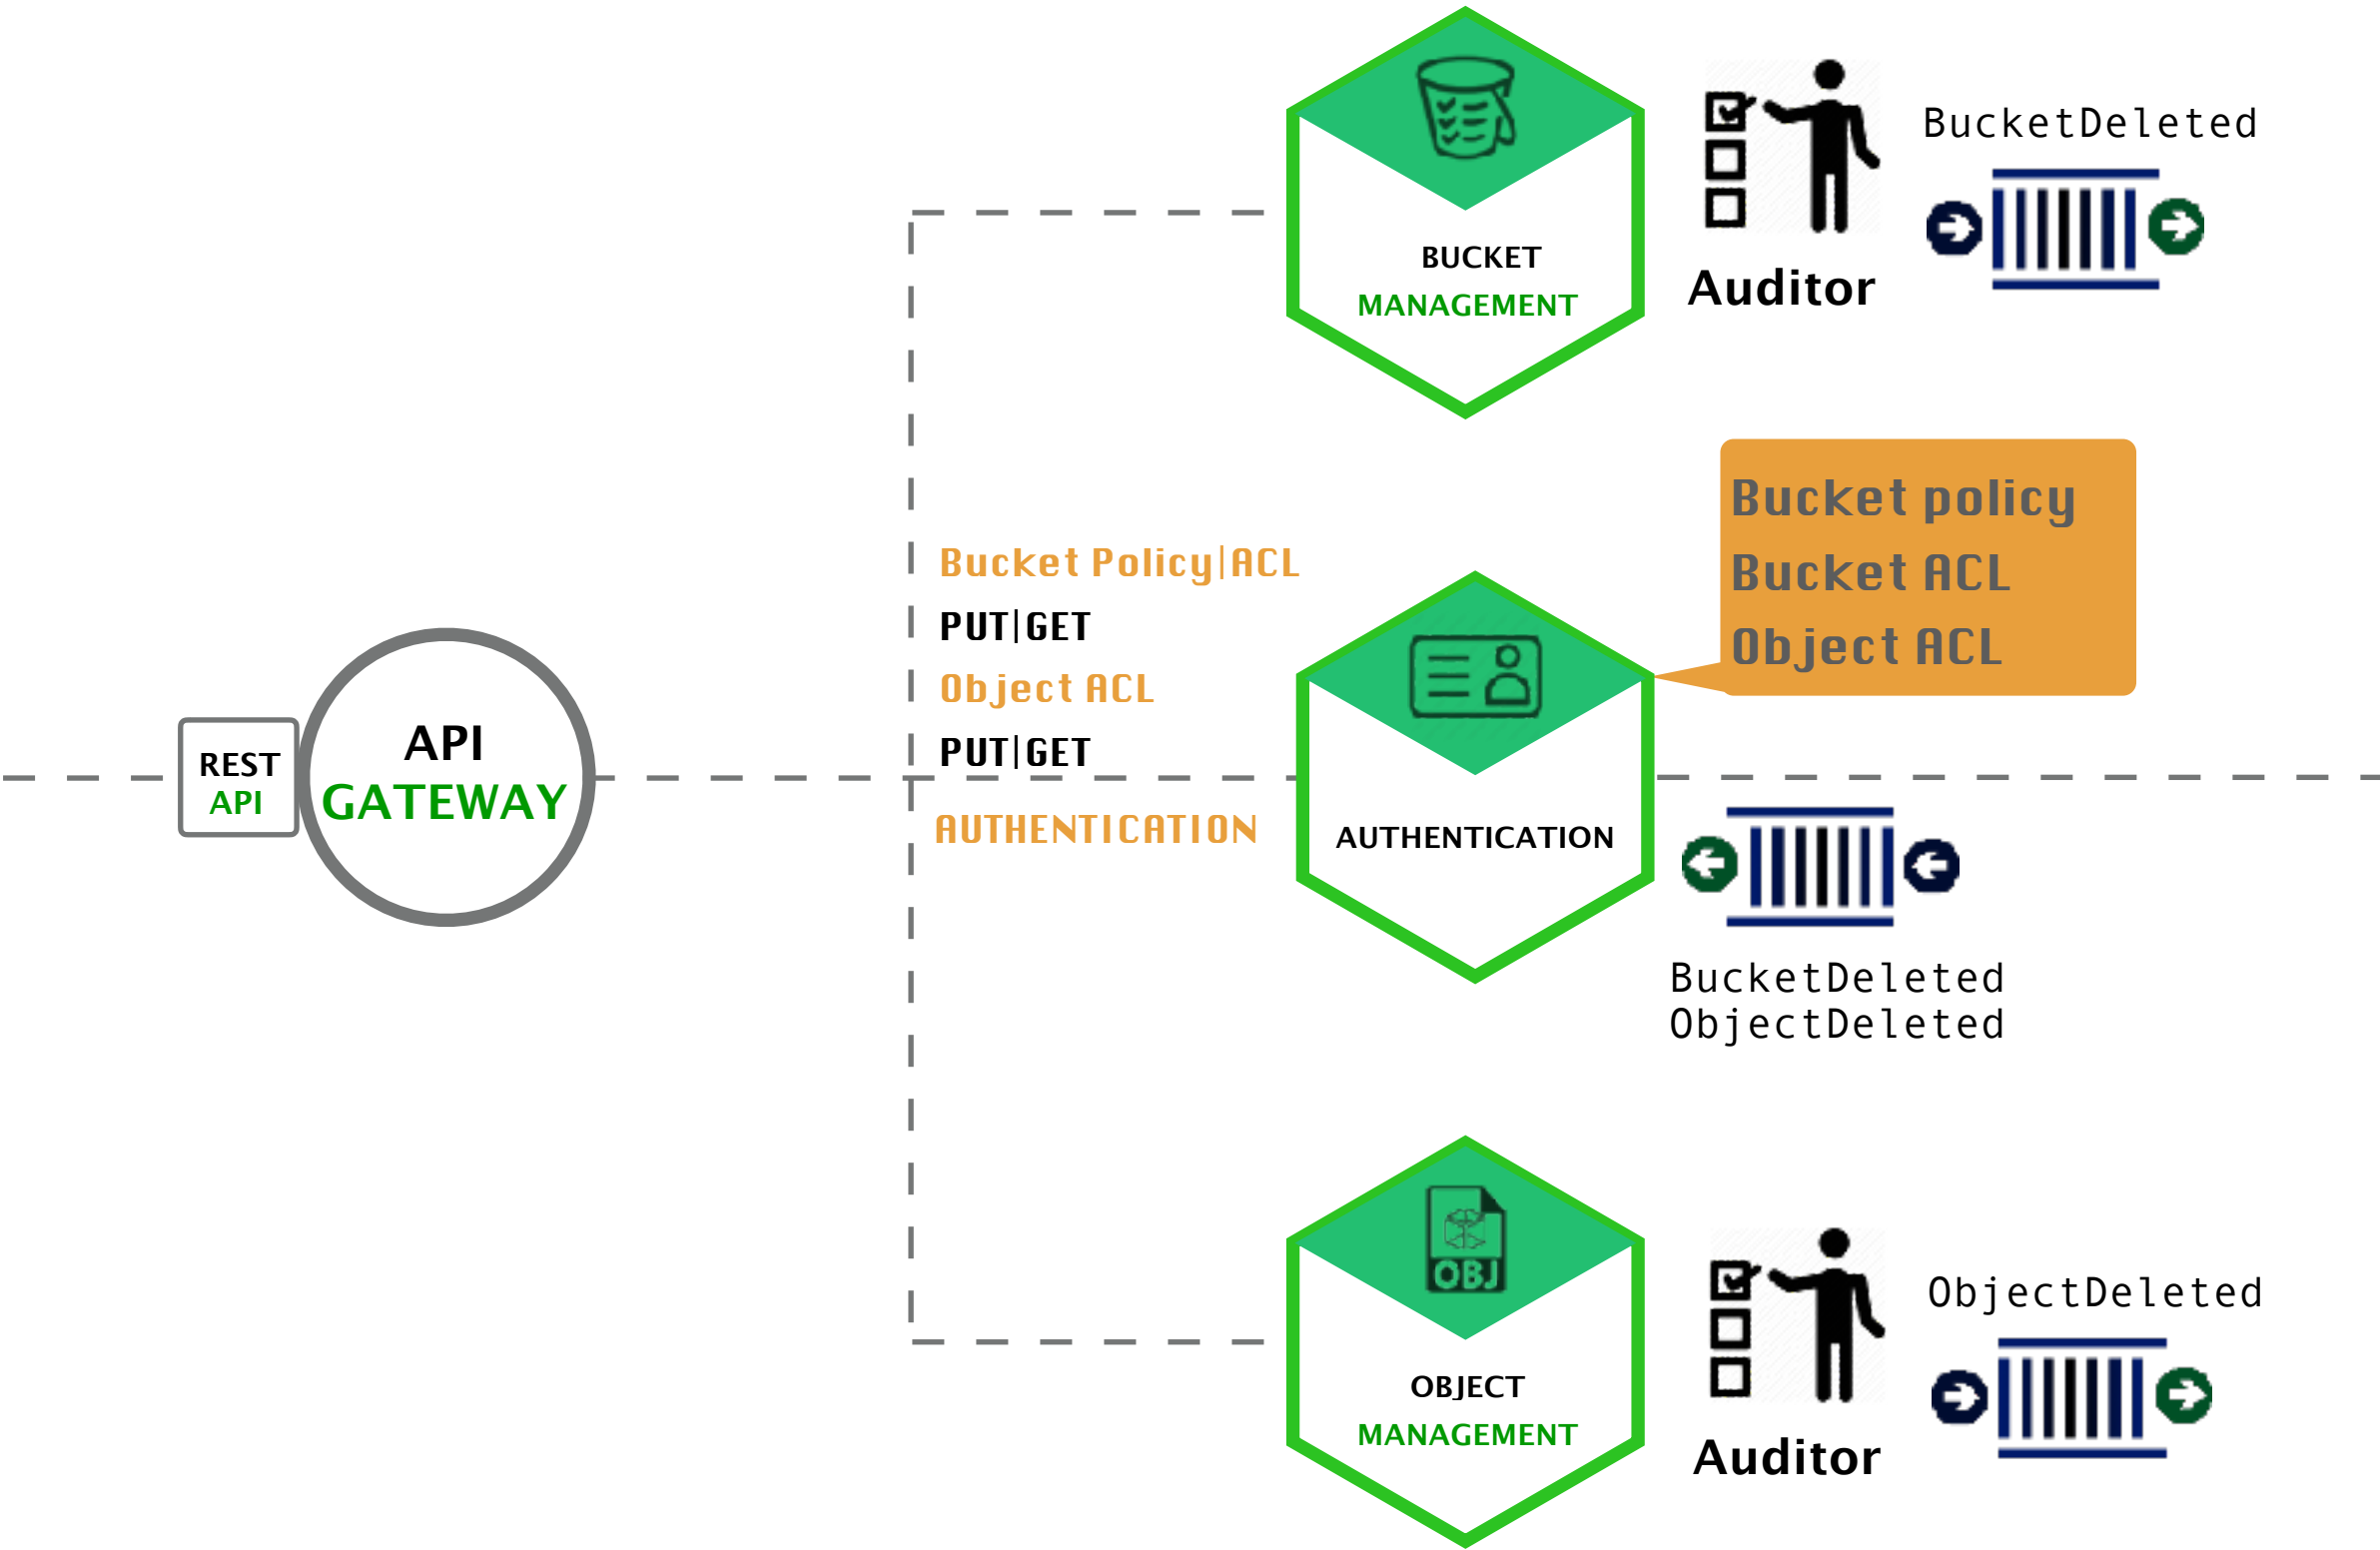 BucketDeleted
BUCKET
MANAGEMENT
Auditor
Bucket policy
Bucket ACL
Object ACL
Bucket Policy|ACL
PUT|GET
Object ACL
PUT|GET
AUTHENTICATION
REST
API
API
GATEWAY
AUTHENTICATION
BucketDeleted
ObjectDeleted
OBJ
OBJECT
MANAGEMENT
Auditor
ObjectDeleted